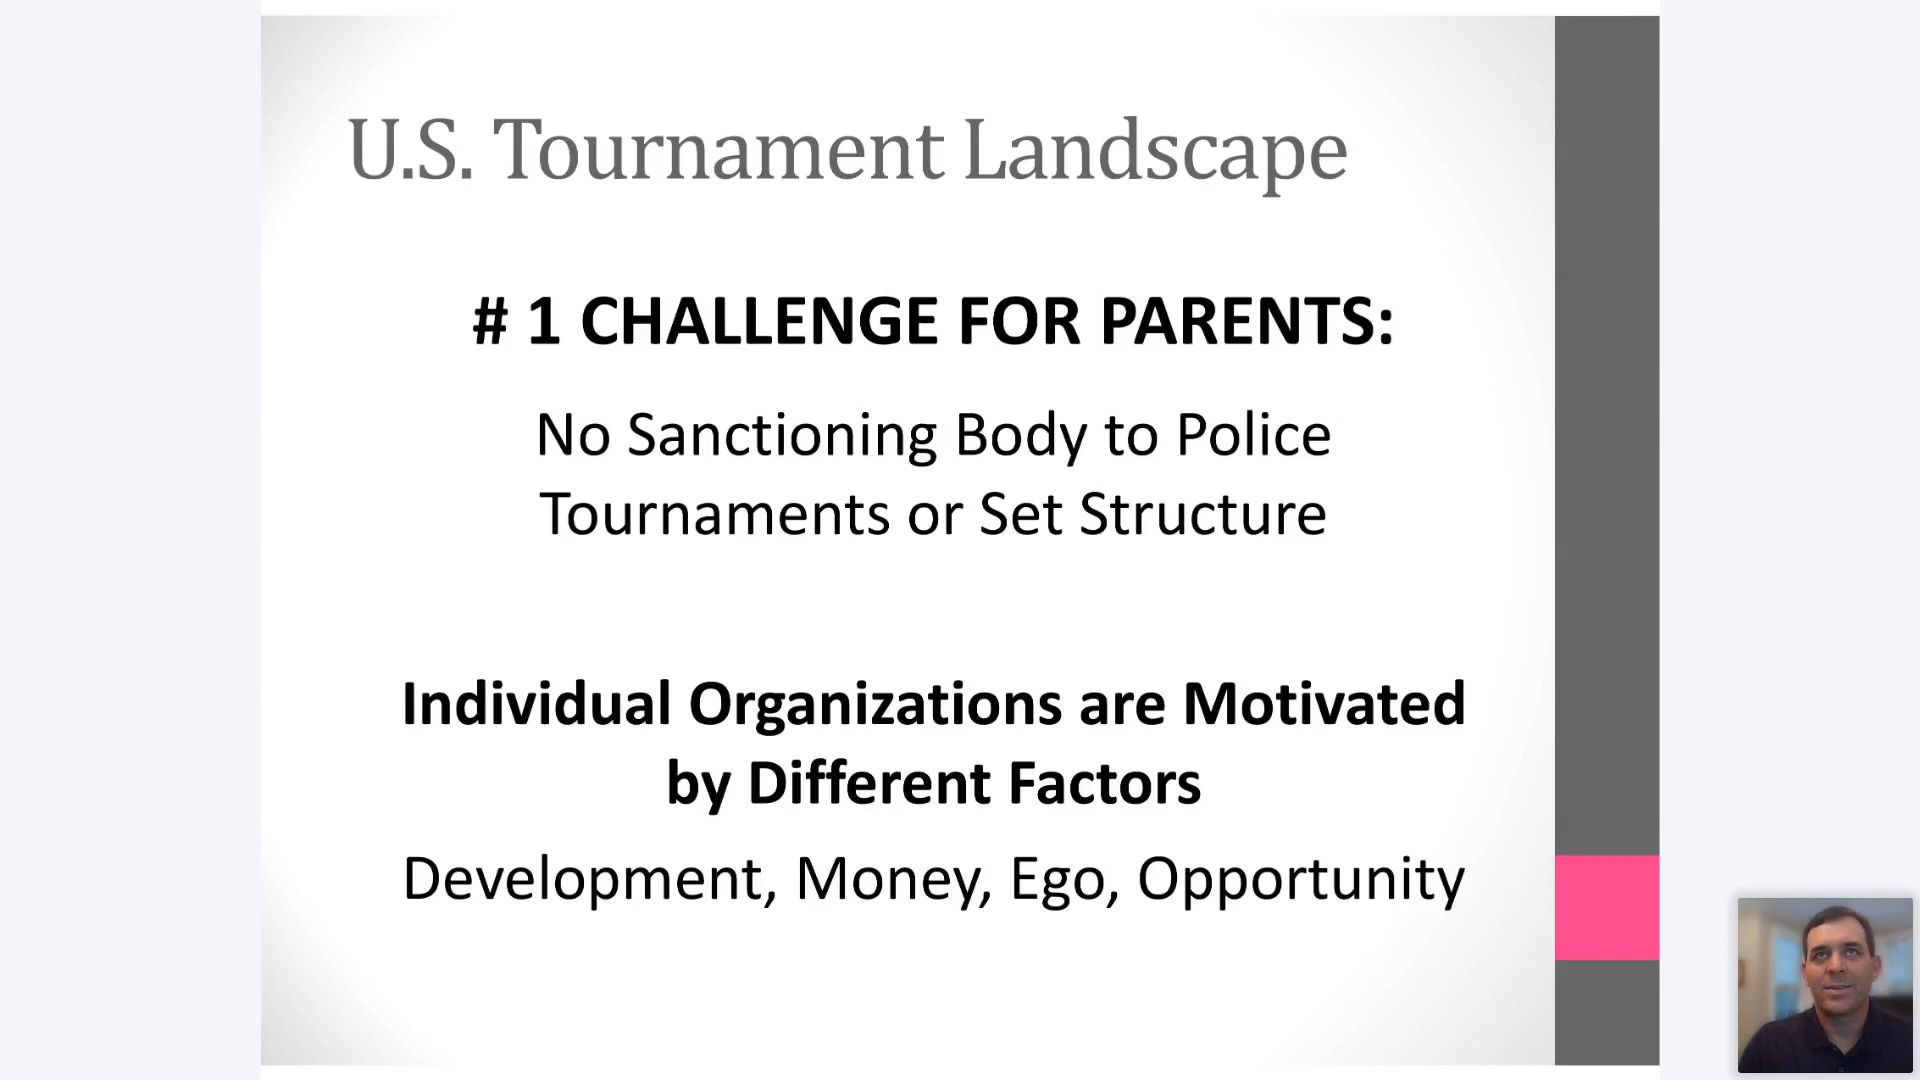 U.S. Tournament Landscape
# 1 CHALLENGE FOR PARENTS:
No Sanctioning Body to Police
Tournaments or Set Structure
Individual Organizations are Motivated
by Different Factors
Development, Money, Ego, Opportunity